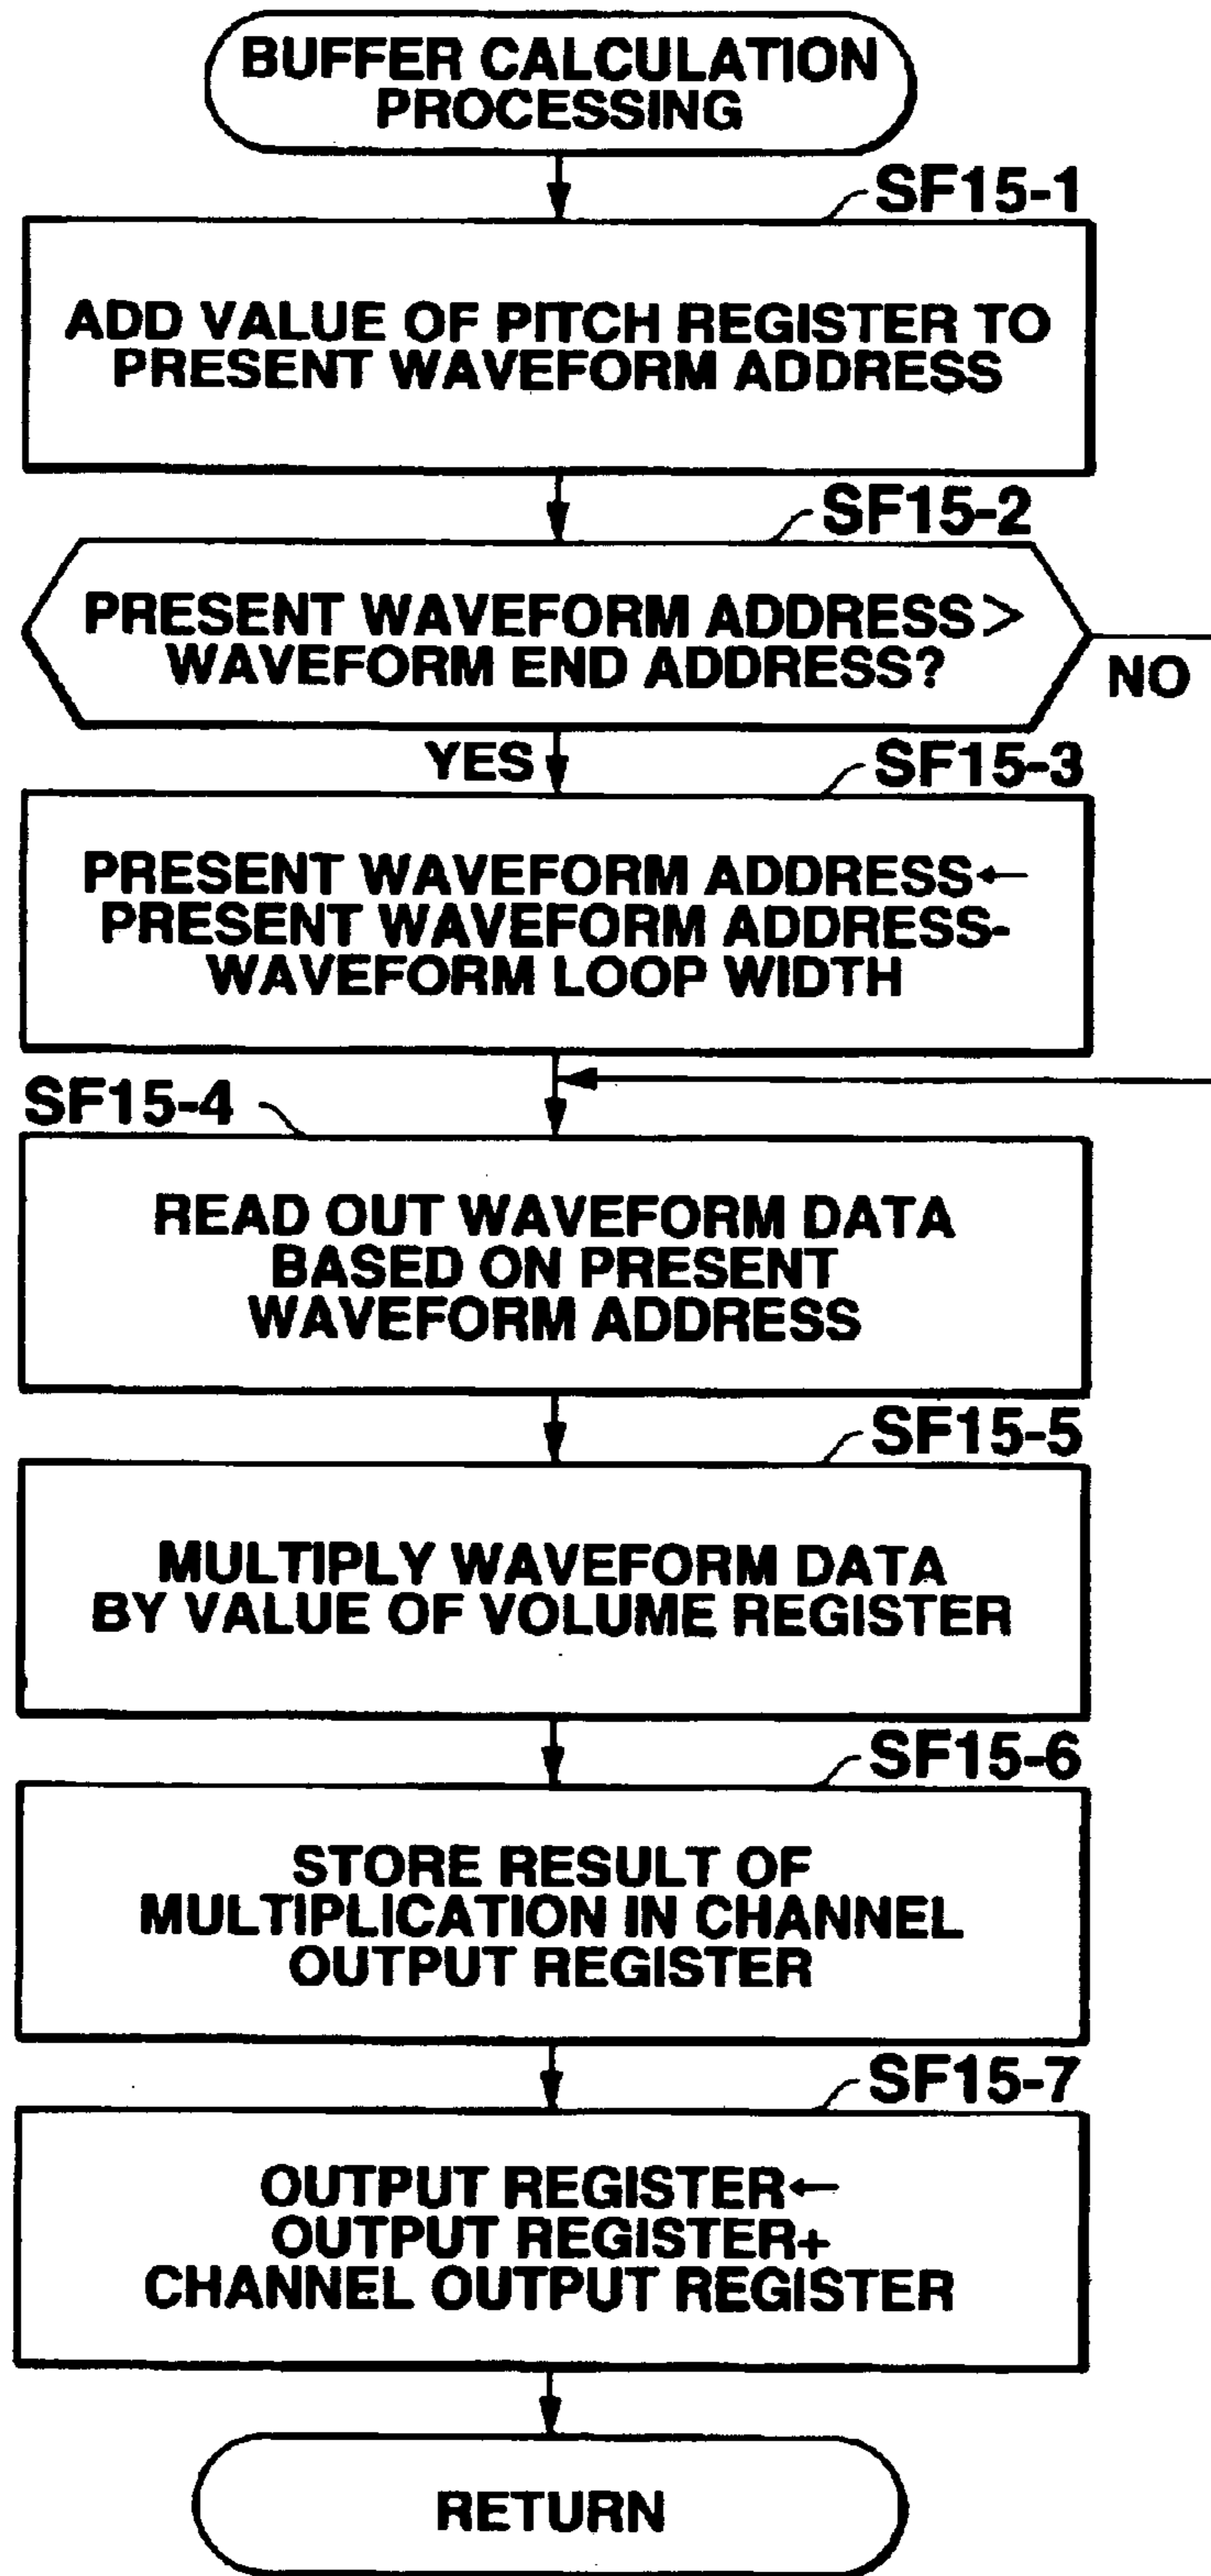 BUFFER CALCULATION
PROCESSING
SF15-1
ADD VALUE OF PITCH REGISTER TO
PRESENT WAVEFORM ADDRESS
SF15-2
PRESENT WAVEFORM ADDRESS>
WAVEFORM END ADDRESS?
NO
YES
SF15-3
PRESENT WAVEFORM ADDRESS←
PRESENT WAVEFORM ADDRESS-
WAVEFORM LOOP WIDTH
SF15-4
READ OUT WAVEFORM DATA
BASED ON PRESENT
WAVEFORM ADDRESS
SF15-5
MULTIPLY WAVEFORM DATA
BY VALUE OF VOLUME REGISTER
SF15-6
STORE RESULT OF
MULTIPLICATION IN CHANNEL
OUTPUT REGISTER
SF15-7
OUTPUT REGISTER←
OUTPUT REGISTER+
CHANNEL OUTPUT REGISTER
RETURN